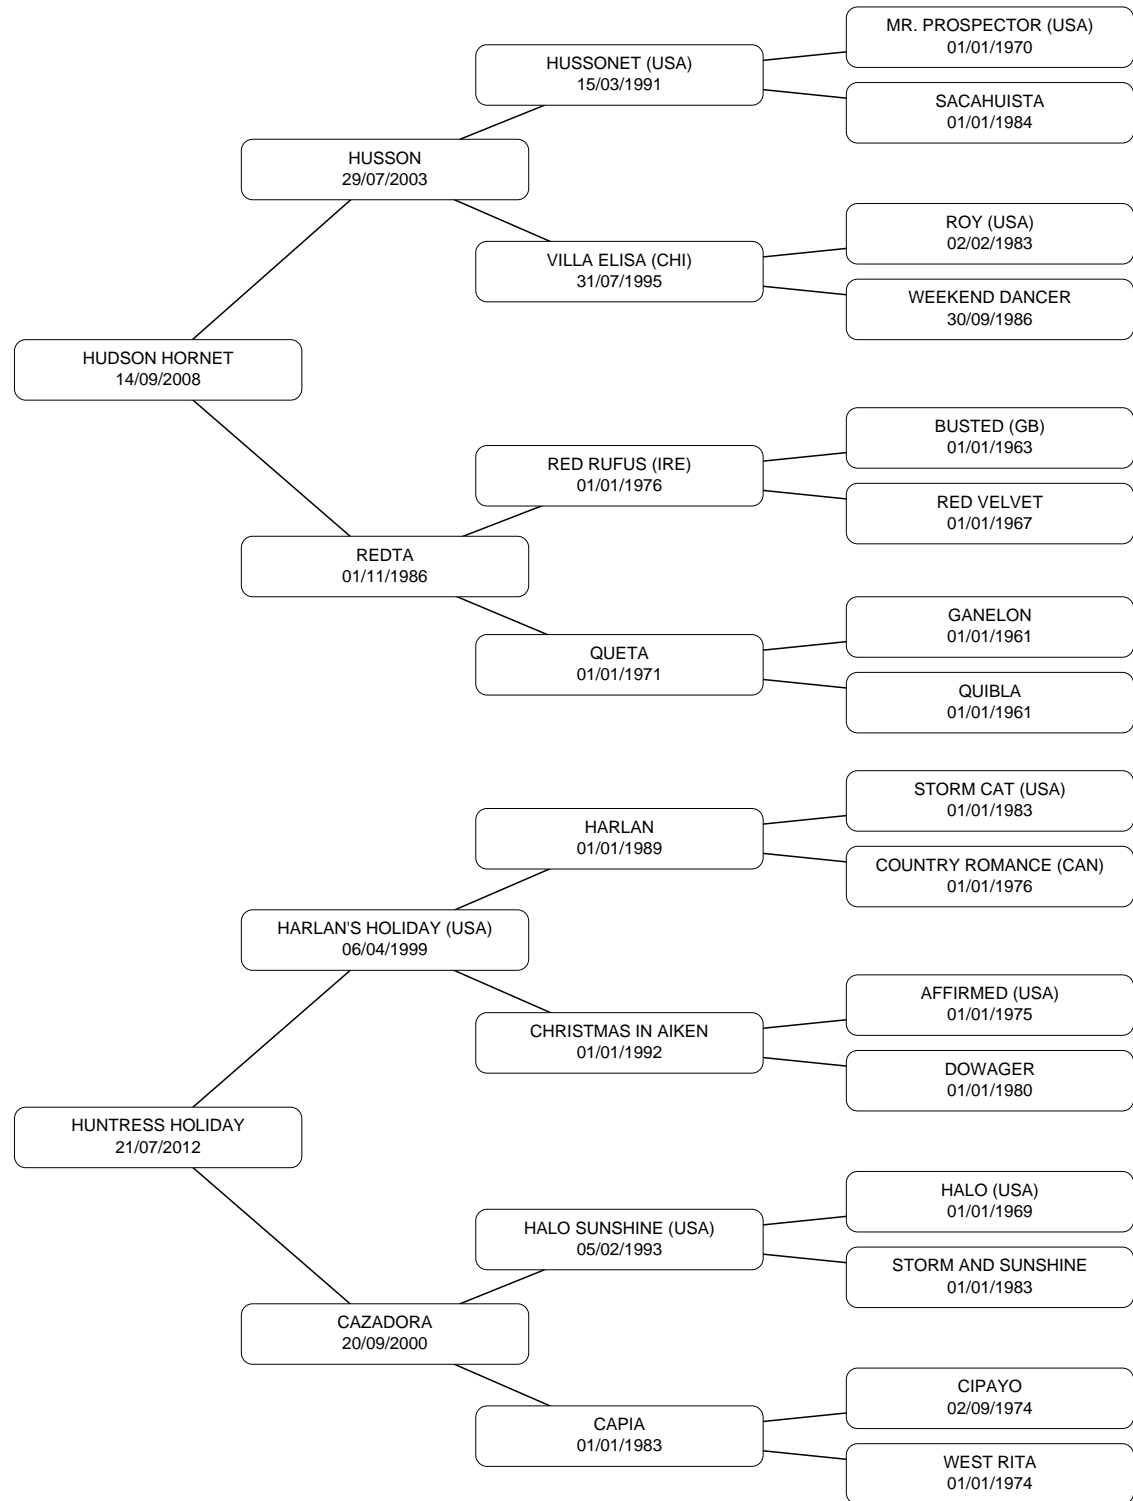 MR. PROSPECTOR (USA)
01/01/1970
HUSSONET (USA)
15/03/1991
SACAHUISTA
01/01/1984
HUSSON
29/07/2003
ROY (USA)
02/02/1983
VILLA ELISA (CHI)
31/07/1995
WEEKEND DANCER
30/09/1986
HUDSON HORNET
14/09/2008
BUSTED (GB)
01/01/1963
RED RUFUS (IRE)
01/01/1976
RED VELVET
01/01/1967
REDTA
01/11/1986
GANELON
01/01/1961
QUETA
01/01/1971
QUIBLA
01/01/1961
STORM CAT (USA)
01/01/1983
HARLAN
01/01/1989
COUNTRY ROMANCE (CAN)
01/01/1976
HARLAN'S HOLIDAY (USA)
06/04/1999
AFFIRMED (USA)
01/01/1975
CHRISTMAS IN AIKEN
01/01/1992
DOWAGER
01/01/1980
HUNTRESS HOLIDAY
21/07/2012
HALO (USA)
01/01/1969
HALO SUNSHINE (USA)
05/02/1993
STORM AND SUNSHINE
01/01/1983
CAZADORA
20/09/2000
CIPAYO
02/09/1974
CAPIA
01/01/1983
WEST RITA
01/01/1974